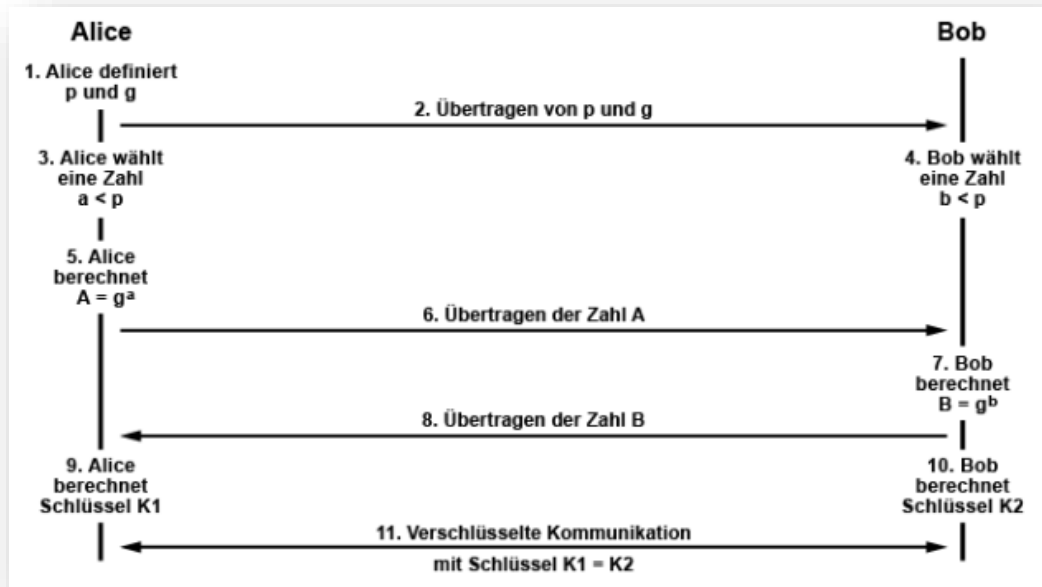 Alice
Bob
1. Alice definiert
p und g
2. Übertragen von p und g
3. Alice wählt
eine Zahl
a < p
4. Bob wählt
eine Zahl
b < p
5. Alice
berechnet
A = gᵃ
6. Übertragen der Zahl A
7. Bob
berechnet
B = gᵇ
8. Übertragen der Zahl B
9. Alice
berechnet
Schlüssel K1
10. Bob
berechnet
Schlüssel K2
11. Verschlüsselte Kommunikation
mit Schlüssel K1 = K2